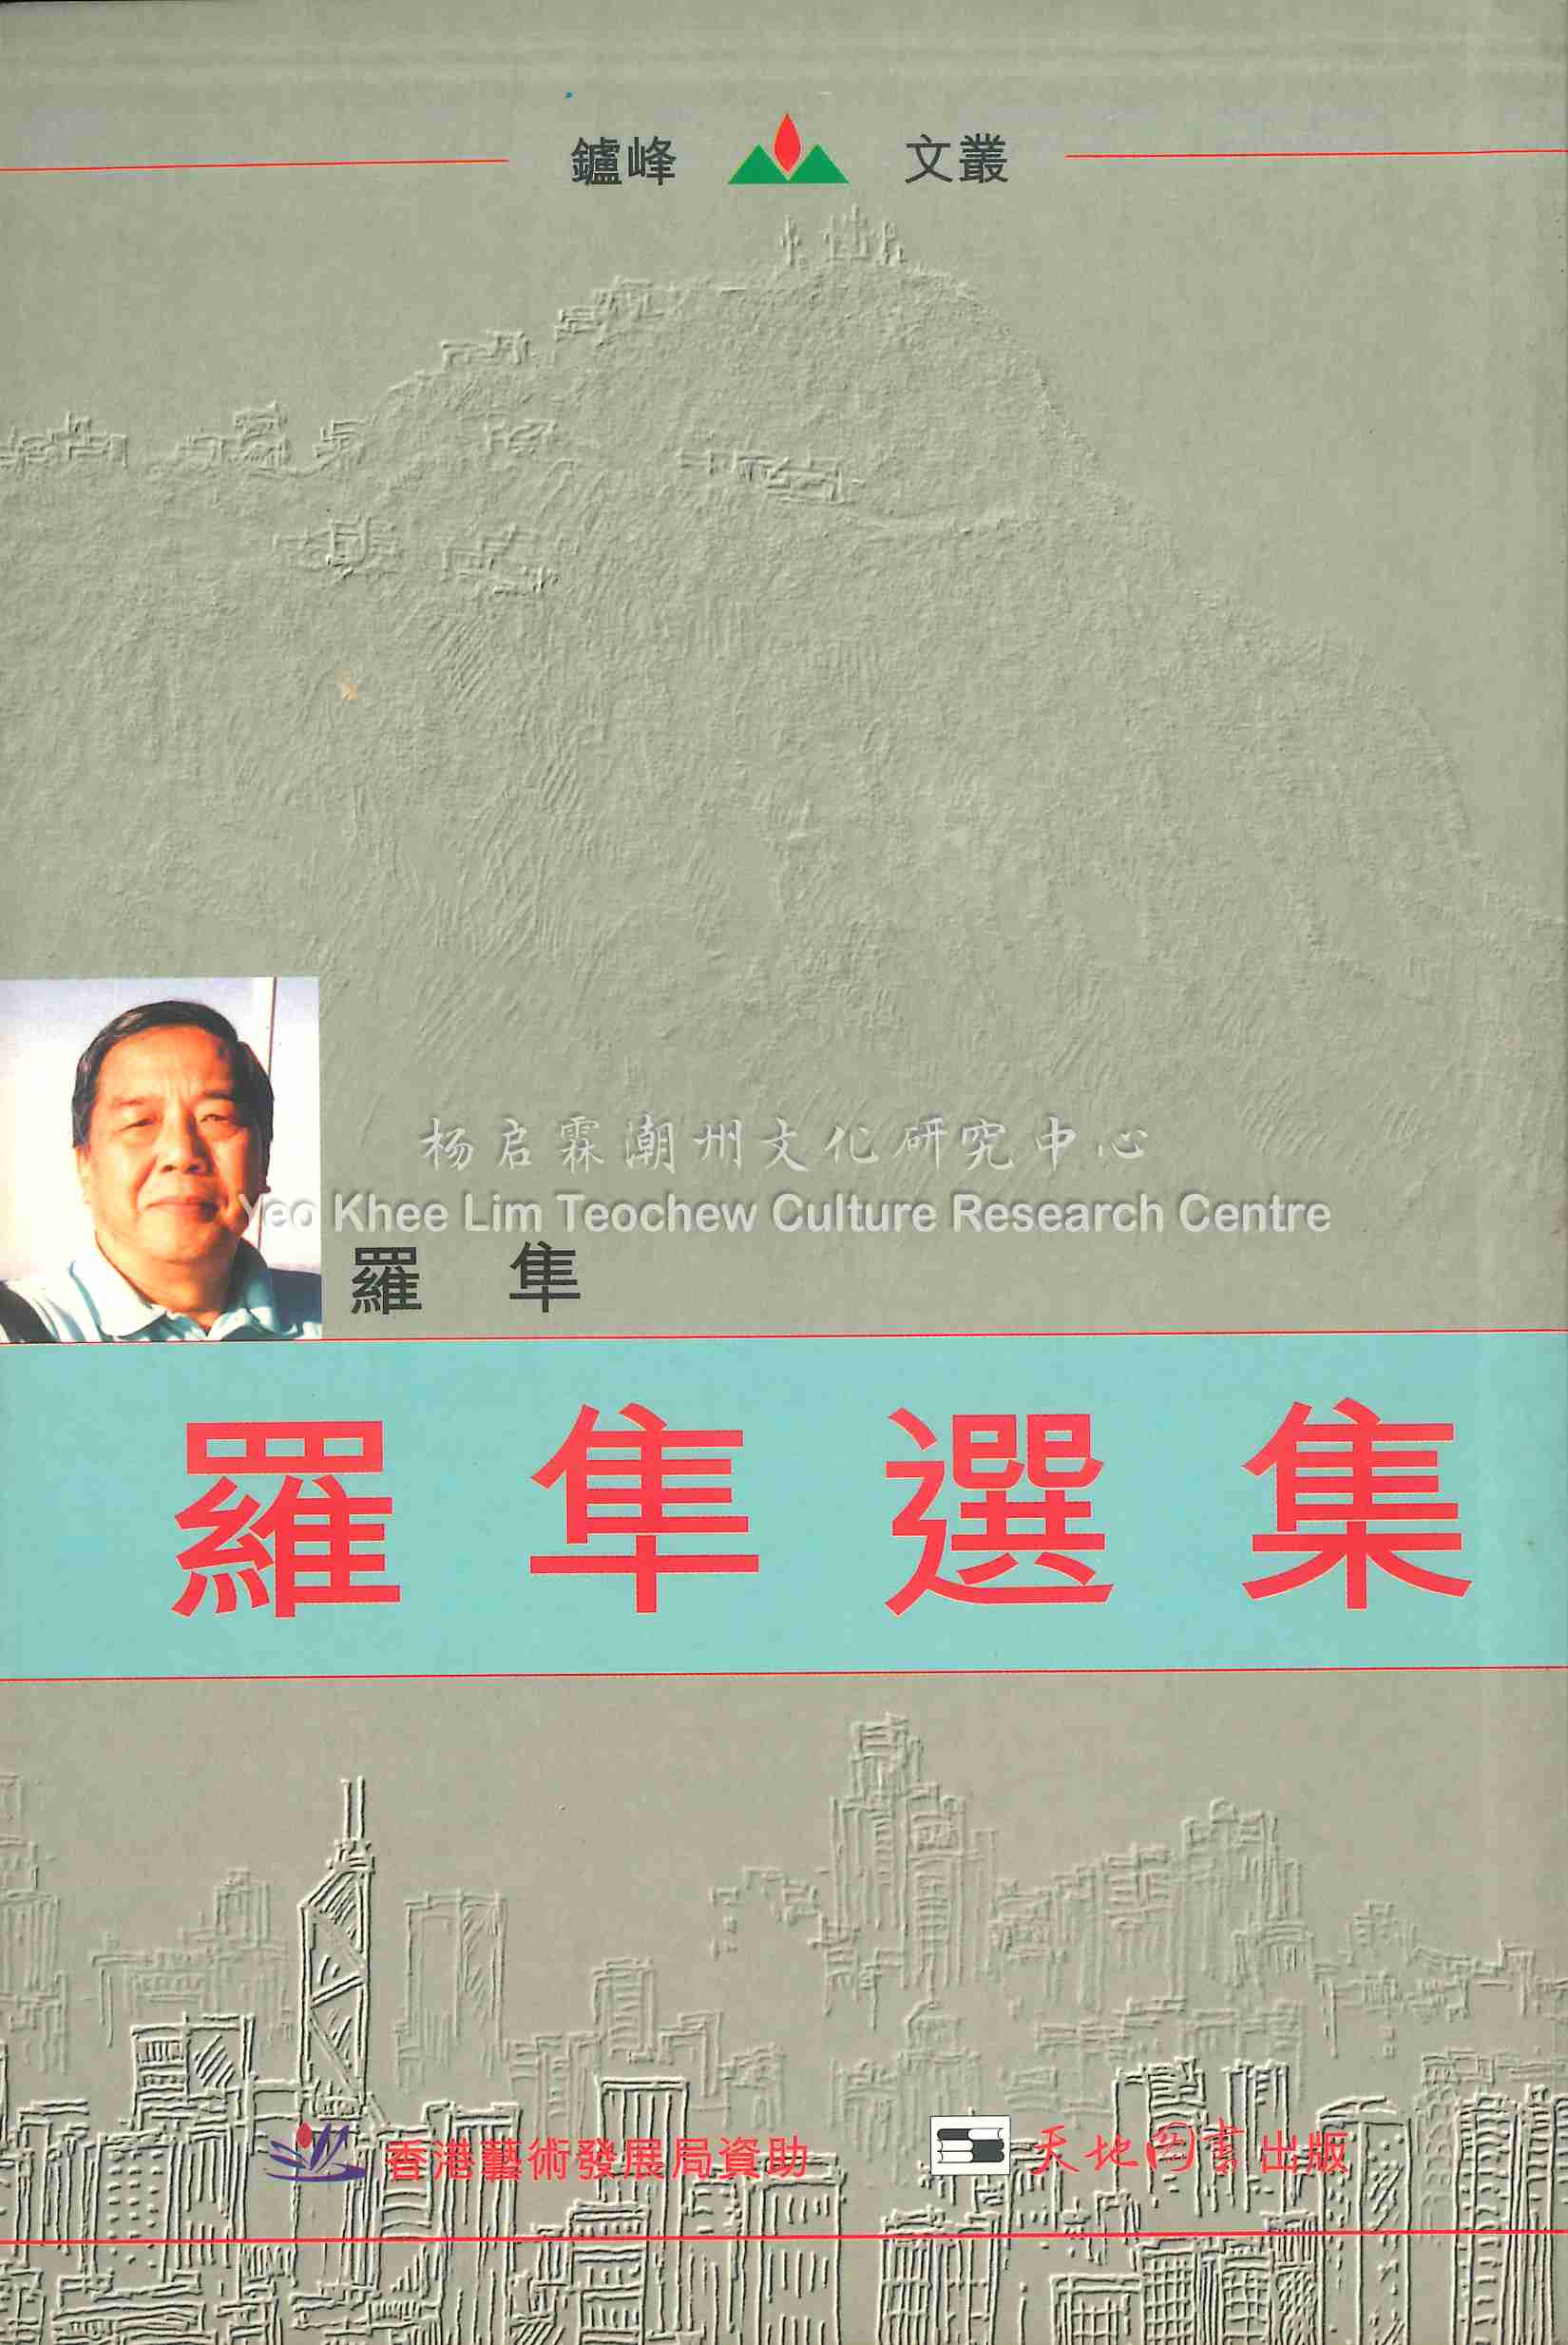 鑪峰 文叢
杨启霖潮州文化研究中心
Yeo Khee Lim Teochew Culture Research Centre
羅 隼
羅隼選集
香港藝術發展局資助 天地圖書出版